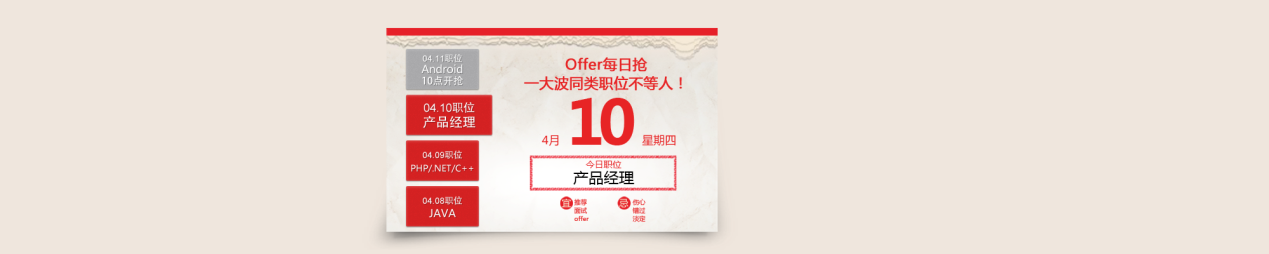 04.11职位
Android
10点开抢
04.10职位
产品经理
04.09职位
PHP/.NET/C++
04.08职位
JAVA
Offer每日抢
一大波同类职位不等人！
4月 10 星期四
今日职位
产品经理
宜 推荐 面试 offer
忌 伤心 错过 淡定